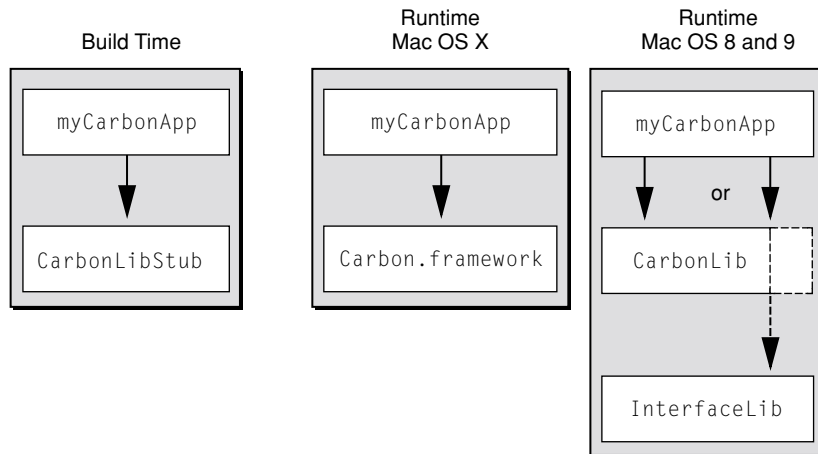 Build Time
myCarbonApp
CarbonLibStub
Runtime
Mac OS X
myCarbonApp
Carbon.framework
Runtime
Mac OS 8 and 9
myCarbonApp
or
CarbonLib
InterfaceLib